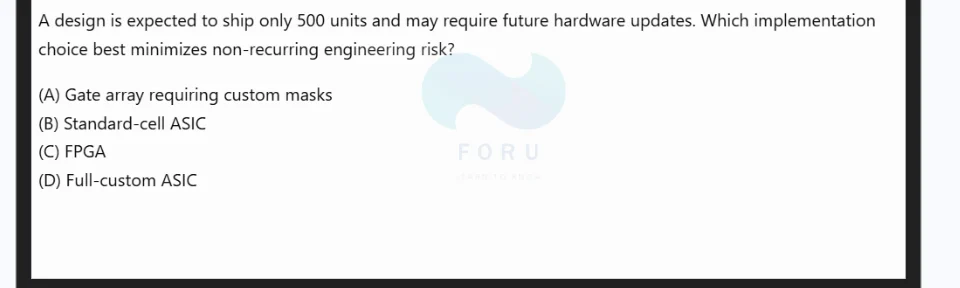 A design is expected to ship only 500 units and may require future hardware updates. Which implementation
choice best minimizes non-recurring engineering risk?
(A) Gate array requiring custom masks
(B) Standard-cell ASIC
(C) FPGA
(D) Full-custom ASIC
FORU